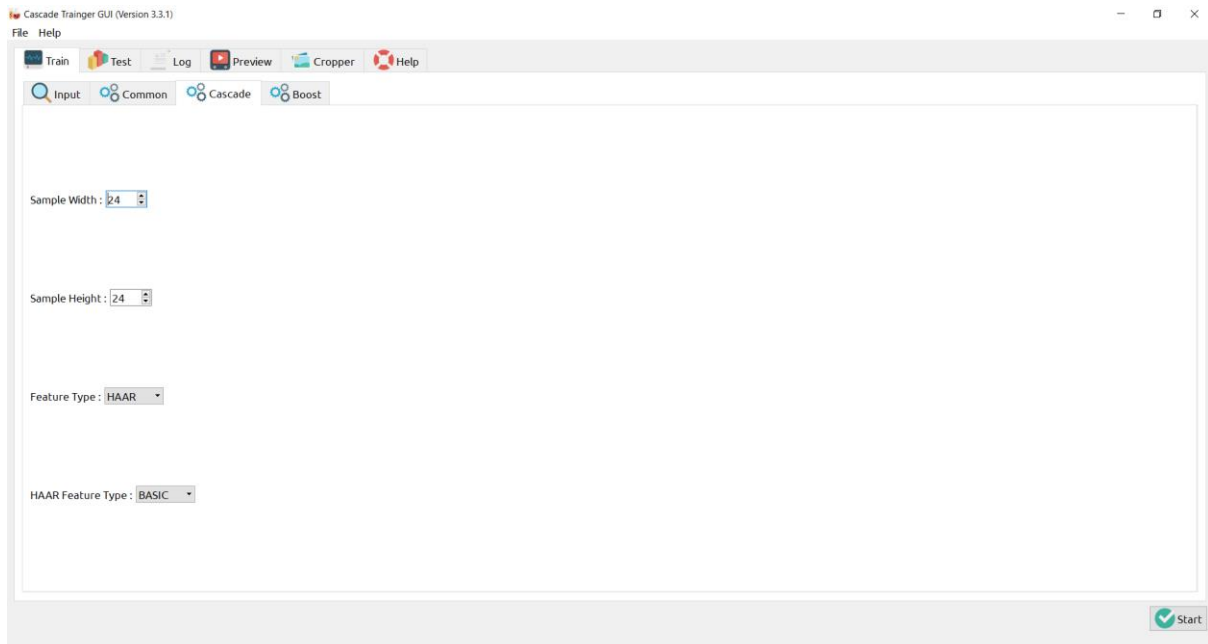 Cascade Trainger GUI (Version 3.3.1)
File Help
Train Test Log Preview Cropper Help
Input Common Cascade Boost
Sample Width : 24
Sample Height : 24
Feature Type : HAAR
HAAR Feature Type : BASIC
Start